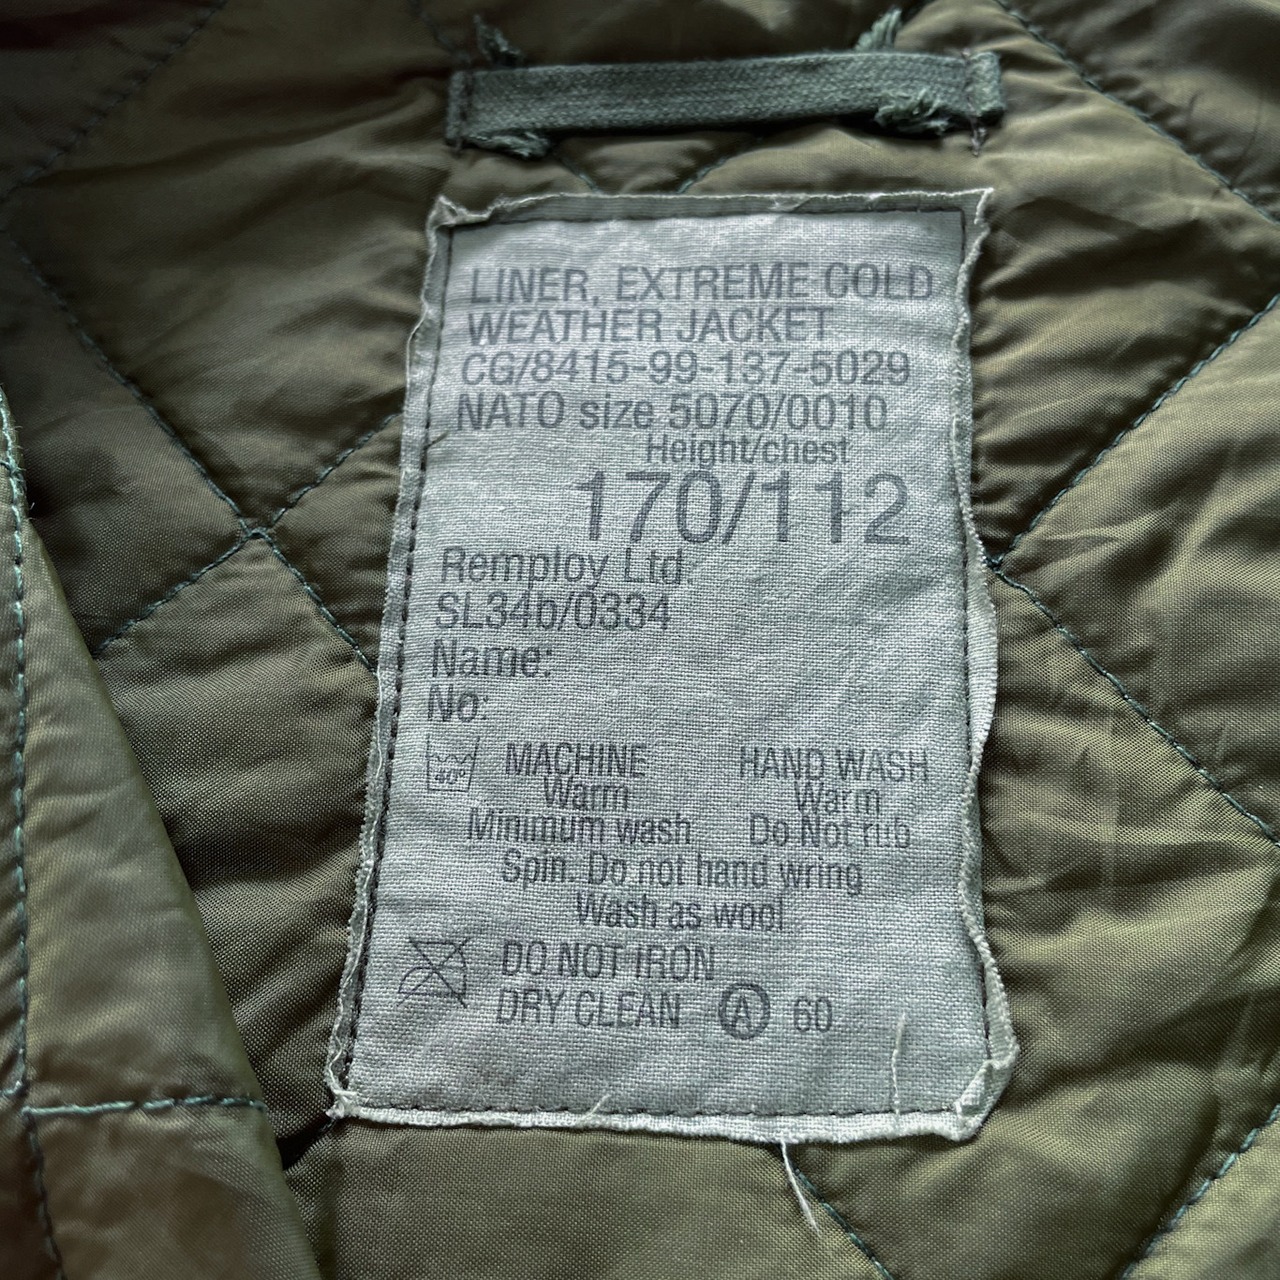 LINER, EXTREME COLD
WEATHER JACKET
CG/8415-99-137-5029
NATO size 5070/0010
Height/chest
170/112
Remploy Ltd.
SL34b/0334
Name:
No:
40° MACHINE HAND WASH
Warm Warm
Minimum wash Do Not rub
Spin. Do not hand wring
Wash as wool
DO NOT IRON
DRY CLEAN A 60